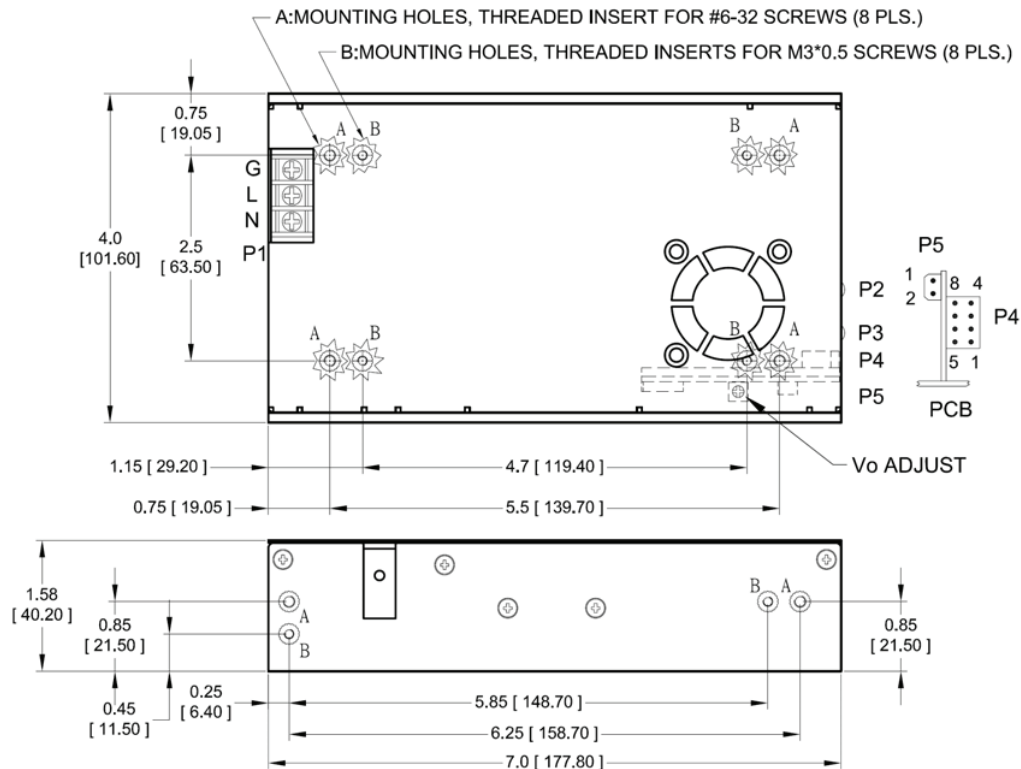 A:MOUNTING HOLES, THREADED INSERT FOR #6-32 SCREWS (8 PLS.)
B:MOUNTING HOLES, THREADED INSERTS FOR M3*0.5 SCREWS (8 PLS.)
0.75
[ 19.05 ]
A B
B A
G
L
N
P1
4.0
[101.60]
2.5
[ 63.50 ]
A B
B A
P2
P3
P4
P5
P5
1
2
8 4
P4
5 1
PCB
Vo ADJUST
1.15 [ 29.20 ]
4.7 [ 119.40 ]
0.75 [ 19.05 ]
5.5 [ 139.70 ]
1.58
[ 40.20 ]
0.85
[ 21.50 ]
A
B
B A
0.85
[ 21.50 ]
0.45
[ 11.50 ]
0.25
[ 6.40 ]
5.85 [ 148.70 ]
6.25 [ 158.70 ]
7.0 [ 177.80 ]